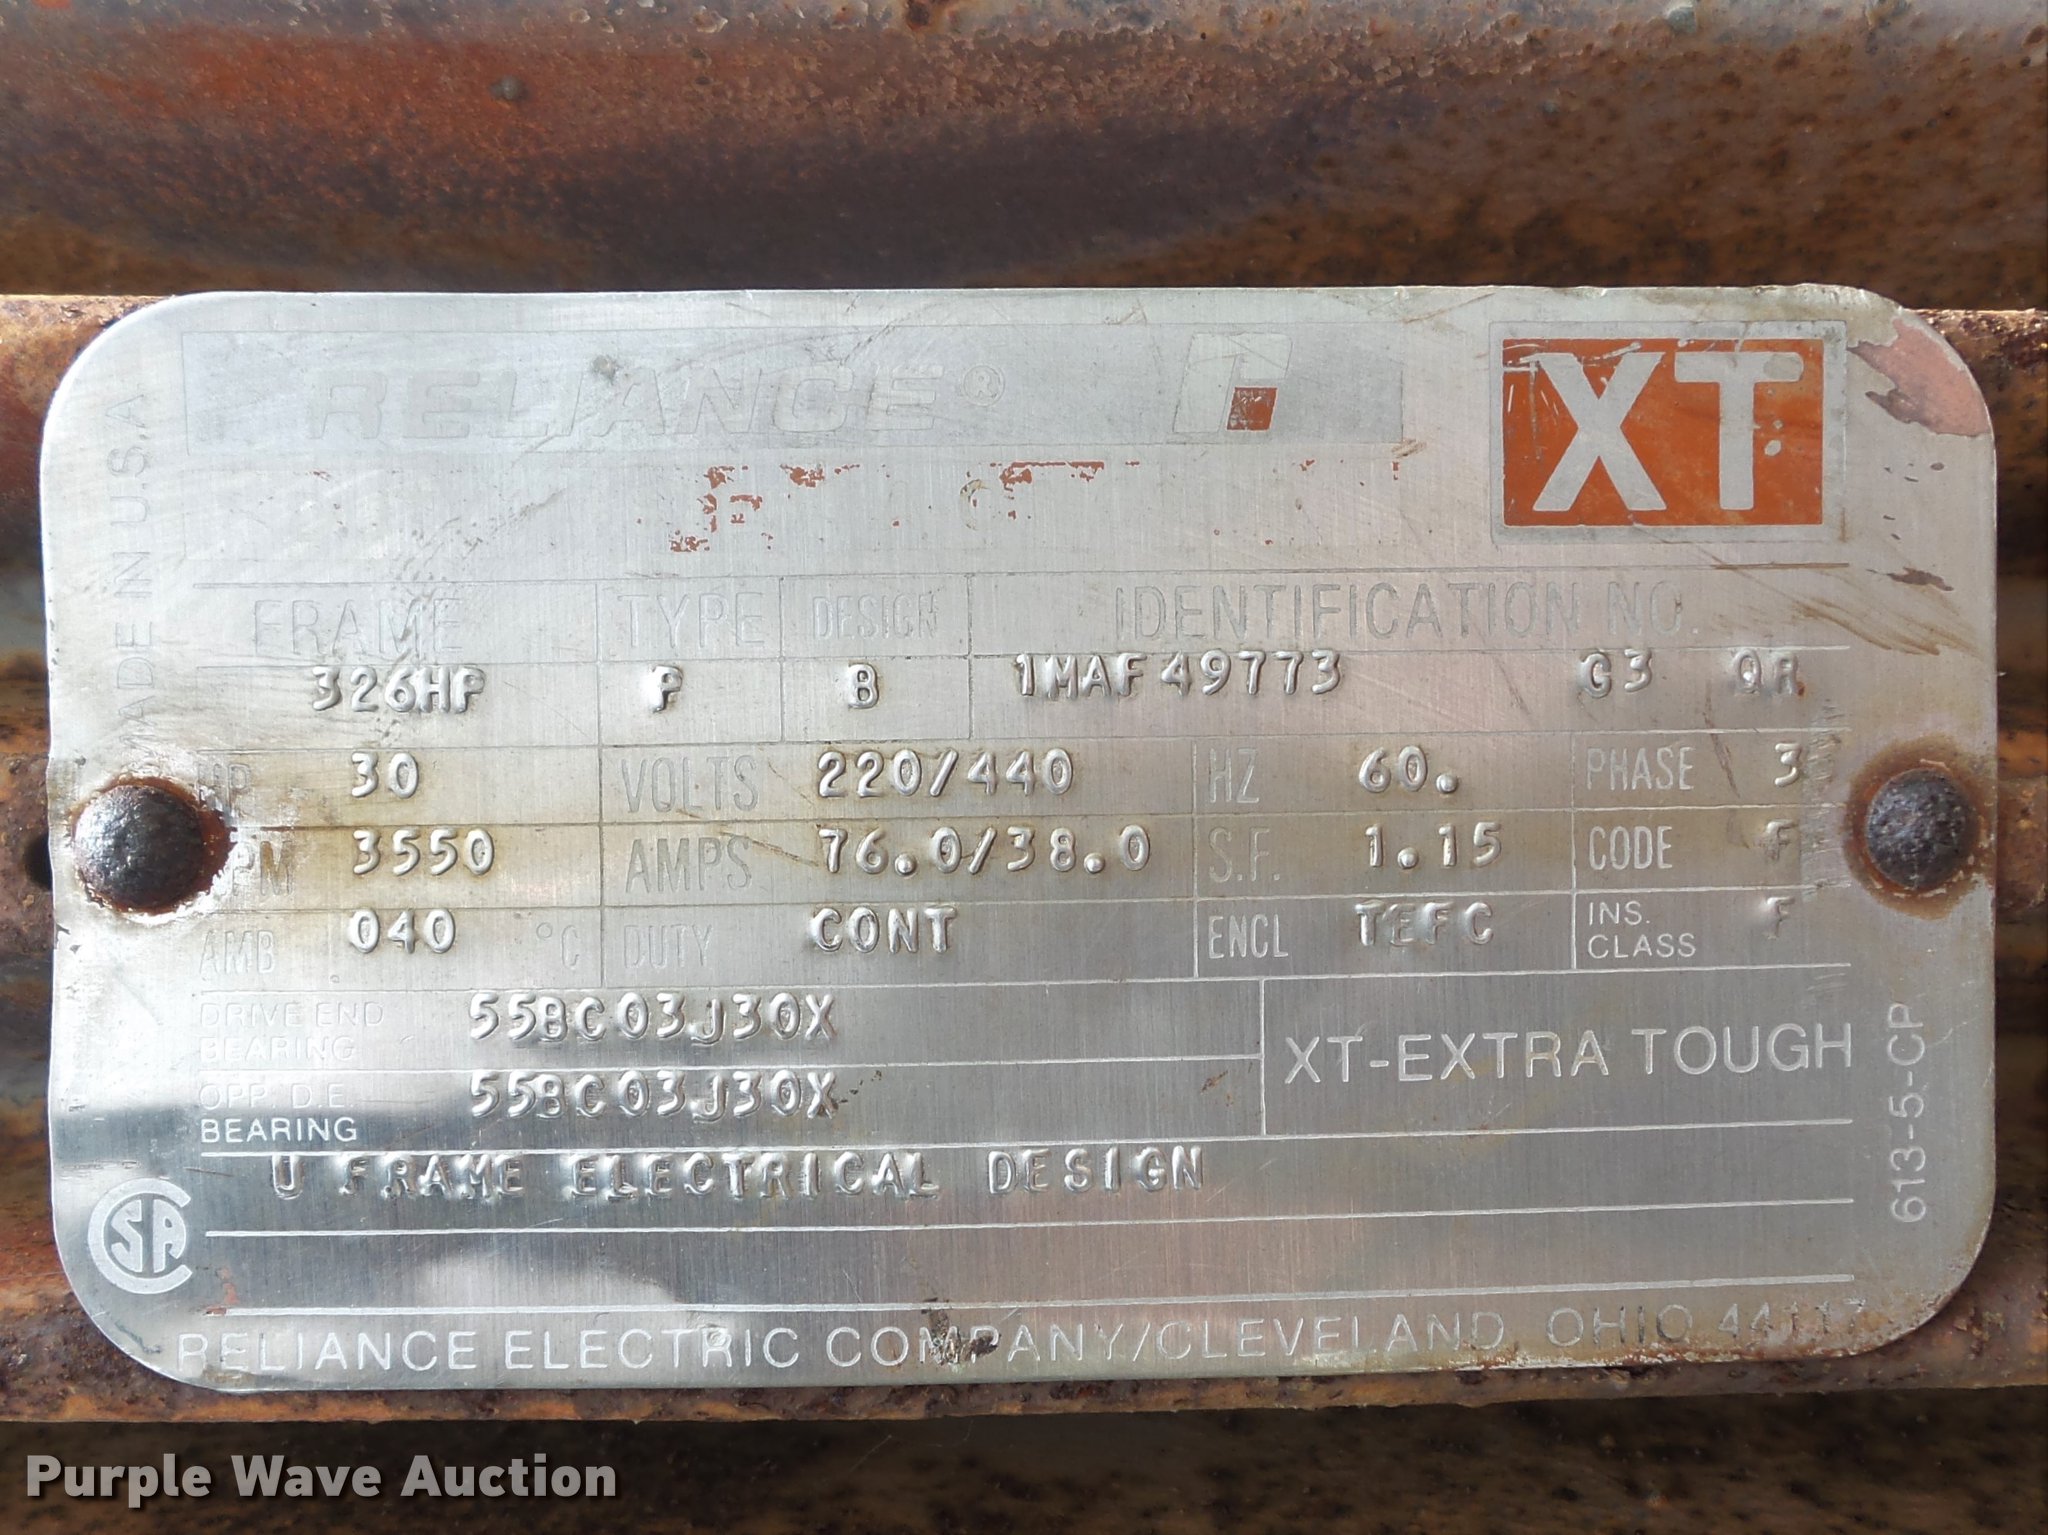 RELIANCE®
XT
MADE IN U.S.A.
FRAME TYPE DESIGN IDENTIFICATION NO.
326HP P B 1MAF49773 G3 QR
HP 30 VOLTS 220/440 HZ 60. PHASE 3
RPM 3550 AMPS 76.0/38.0 S.F. 1.15 CODE F
AMB 040 °C DUTY CONT ENCL TEFC INS. CLASS F
DRIVE END BEARING 55BC03J30X
OPP. D.E. BEARING 55BC03J30X
XT-EXTRA TOUGH
U FRAME ELECTRICAL DESIGN
613-5-CP
CSA
RELIANCE ELECTRIC COMPANY/CLEVELAND, OHIO 44117
Purple Wave Auction